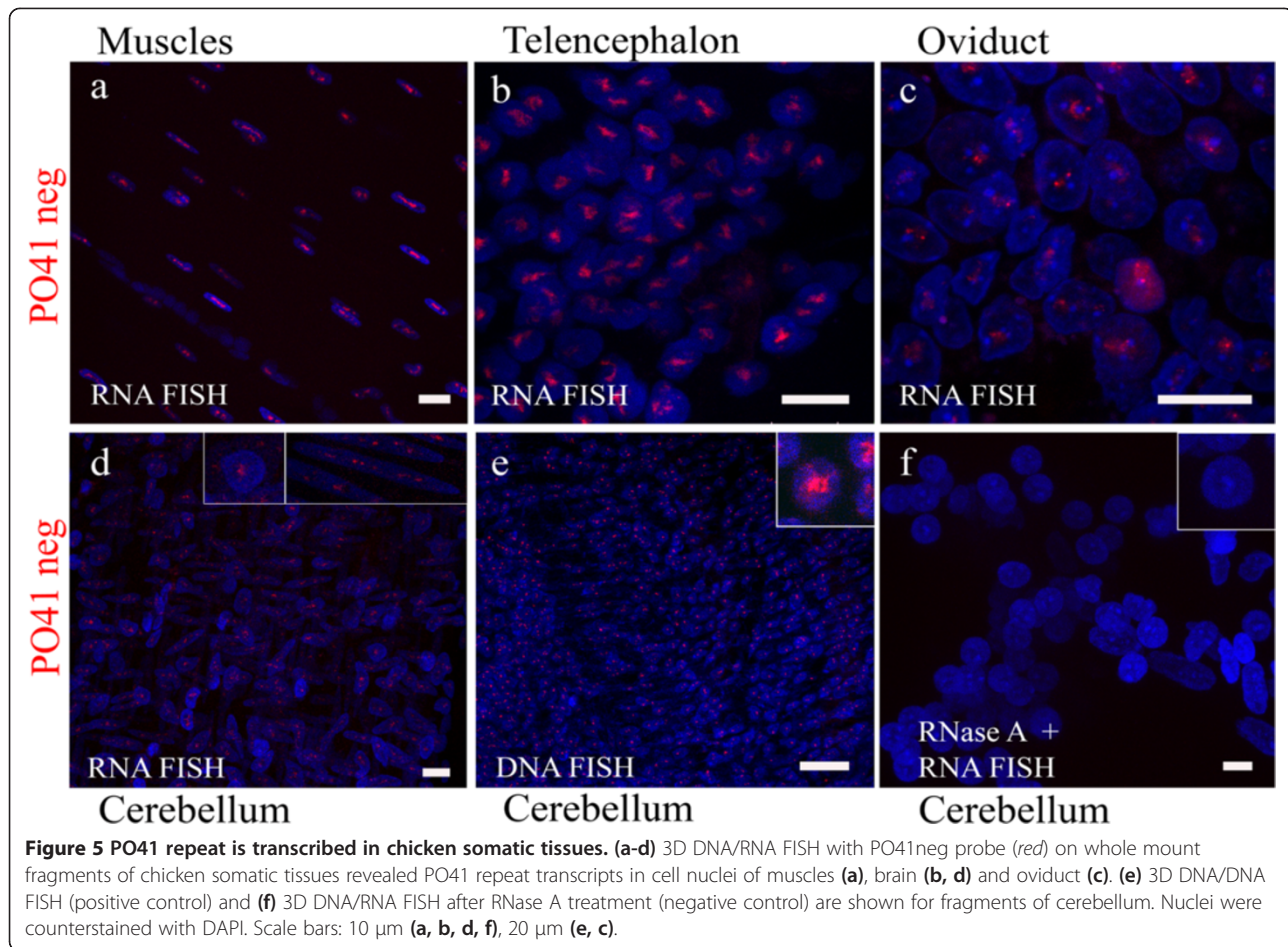 Muscles Telencephalon Oviduct
PO41 neg
a
b
c
RNA FISH
RNA FISH
RNA FISH
PO41 neg
d
e
f
RNA FISH
DNA FISH
RNase A +
RNA FISH
Cerebellum Cerebellum Cerebellum
Figure 5 PO41 repeat is transcribed in chicken somatic tissues. (a-d) 3D DNA/RNA FISH with PO41neg probe (red) on whole mount
fragments of chicken somatic tissues revealed PO41 repeat transcripts in cell nuclei of muscles (a), brain (b, d) and oviduct (c). (e) 3D DNA/DNA
FISH (positive control) and (f) 3D DNA/RNA FISH after RNase A treatment (negative control) are shown for fragments of cerebellum. Nuclei were
counterstained with DAPI. Scale bars: 10 μm (a, b, d, f), 20 μm (e, c).